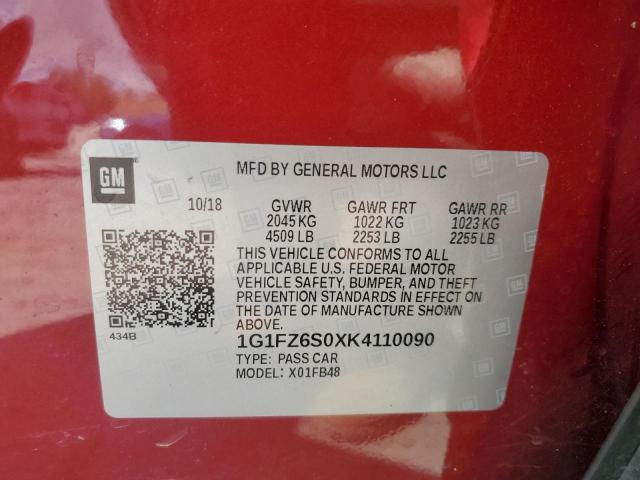 GM
MFD BY GENERAL MOTORS LLC
10/18 GVWR GAWR FRT GAWR RR
2045 KG 1022 KG 1023 KG
4509 LB 2253 LB 2255 LB
THIS VEHICLE CONFORMS TO ALL
APPLICABLE U.S. FEDERAL MOTOR
VEHICLE SAFETY, BUMPER, AND THEFT
PREVENTION STANDARDS IN EFFECT ON
THE DATE OF MANUFACTURE SHOWN
ABOVE.
434B
1G1FZ6S0XK4110090
TYPE: PASS CAR
MODEL: X01FB48